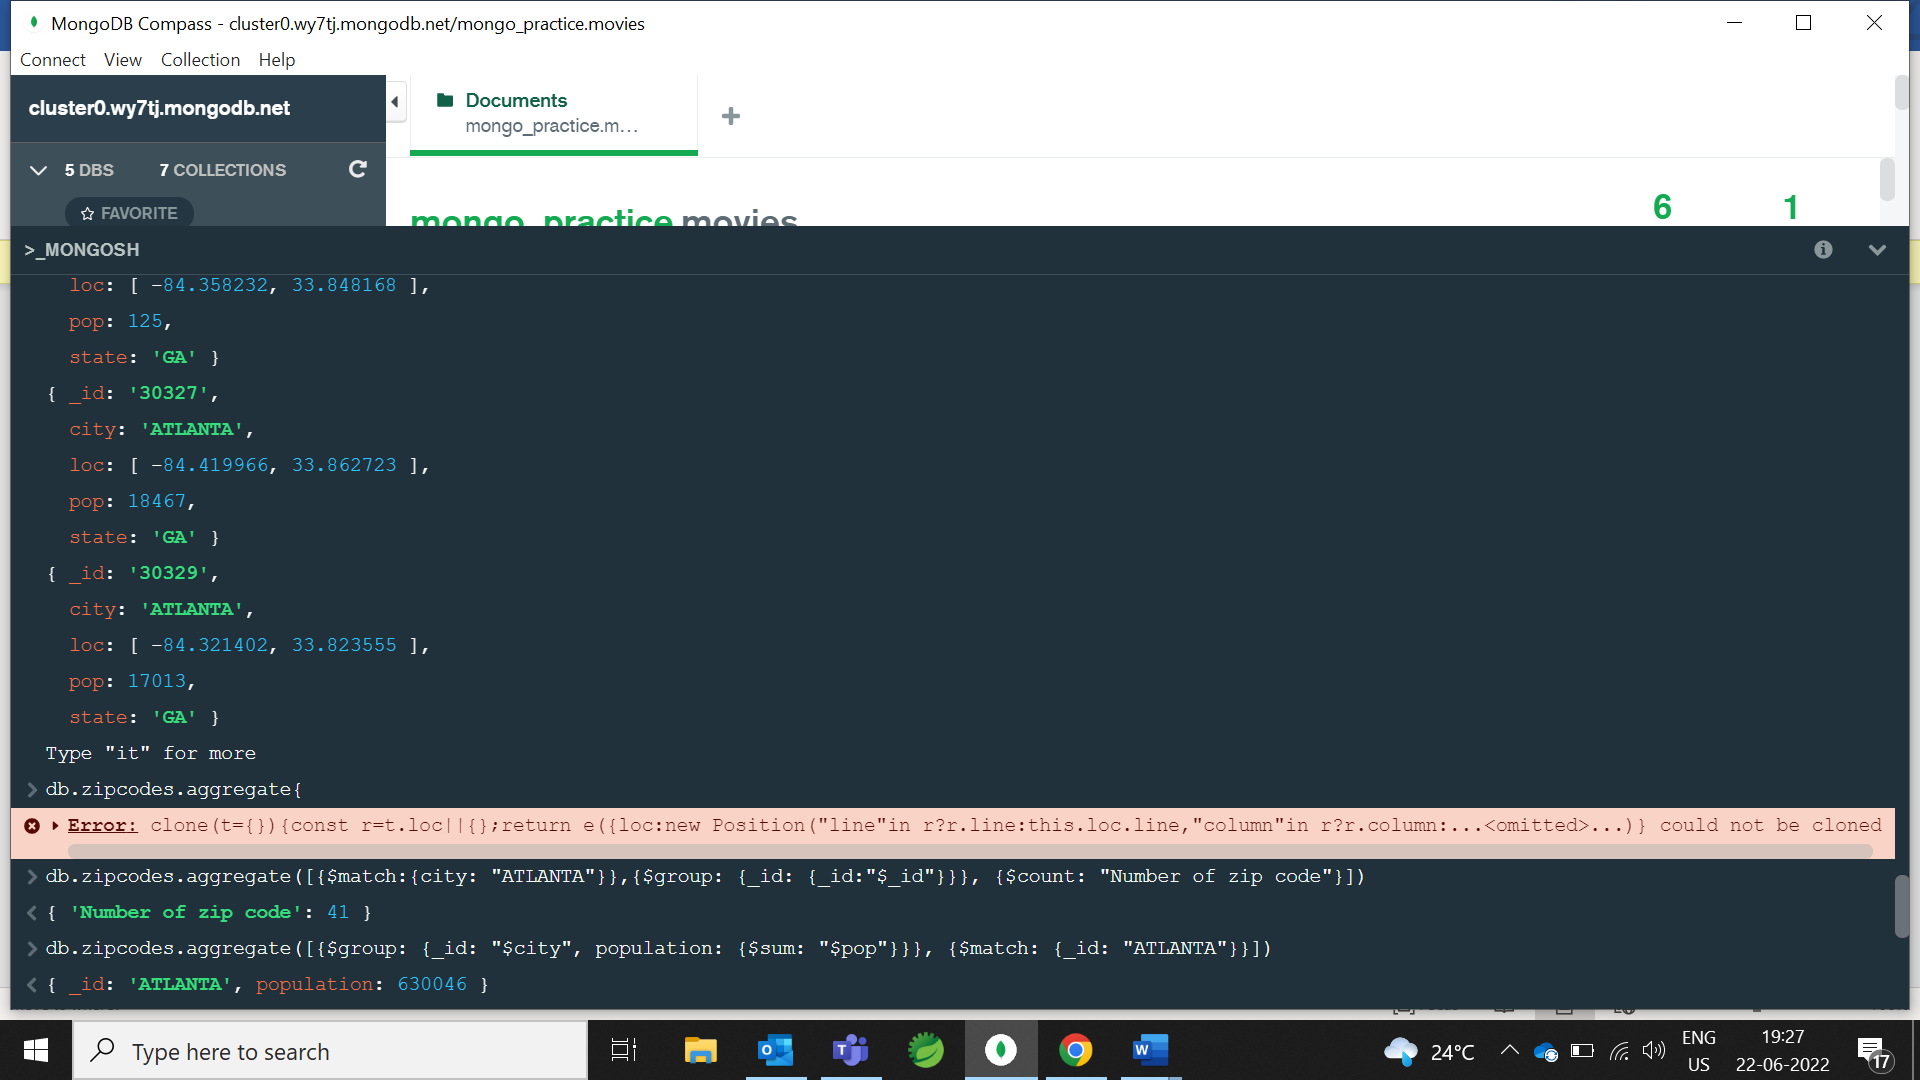 MongoDB Compass - cluster0.wy7tj.mongodb.net/mongo_practice.movies
Connect View Collection Help
cluster0.wy7tj.mongodb.net
Documents
mongo_practice.m...
5 DBS 7 COLLECTIONS
FAVORITE
mongo_practice.movies
6 1
>_MONGOSH
loc: [ -84.358232, 33.848168 ],
pop: 125,
state: 'GA' }
{ _id: '30327',
city: 'ATLANTA',
loc: [ -84.419966, 33.862723 ],
pop: 18467,
state: 'GA' }
{ _id: '30329',
city: 'ATLANTA',
loc: [ -84.321402, 33.823555 ],
pop: 17013,
state: 'GA' }
Type "it" for more
db.zipcodes.aggregate{
Error: clone(t={}){const r=t.loc||{};return e({loc:new Position("line"in r?r.line:this.loc.line,"column"in r?r.column:...<omitted>...)} could not be cloned
db.zipcodes.aggregate([{$match:{city: "ATLANTA"}},{$group: {_id: {_id:"$_id"}}}, {$count: "Number of zip code"}])
{ 'Number of zip code': 41 }
db.zipcodes.aggregate([{$group: {_id: "$city", population: {$sum: "$pop"}}}, {$match: {_id: "ATLANTA"}}])
{ _id: 'ATLANTA', population: 630046 }
Type here to search
24°C
ENG
US
19:27
22-06-2022
17